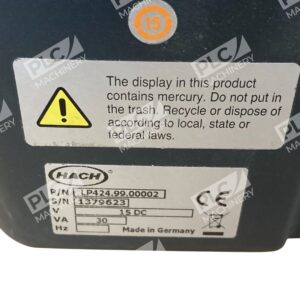 15
The display in this product
contains mercury. Do not put in
the trash. Recycle or dispose of
according to local, state or
federal laws.
HACH
P/N LP424.99.00002
S/N 1379623
V 15 DC
VA 30
Hz Made in Germany
CE
PLC
MACHINERY